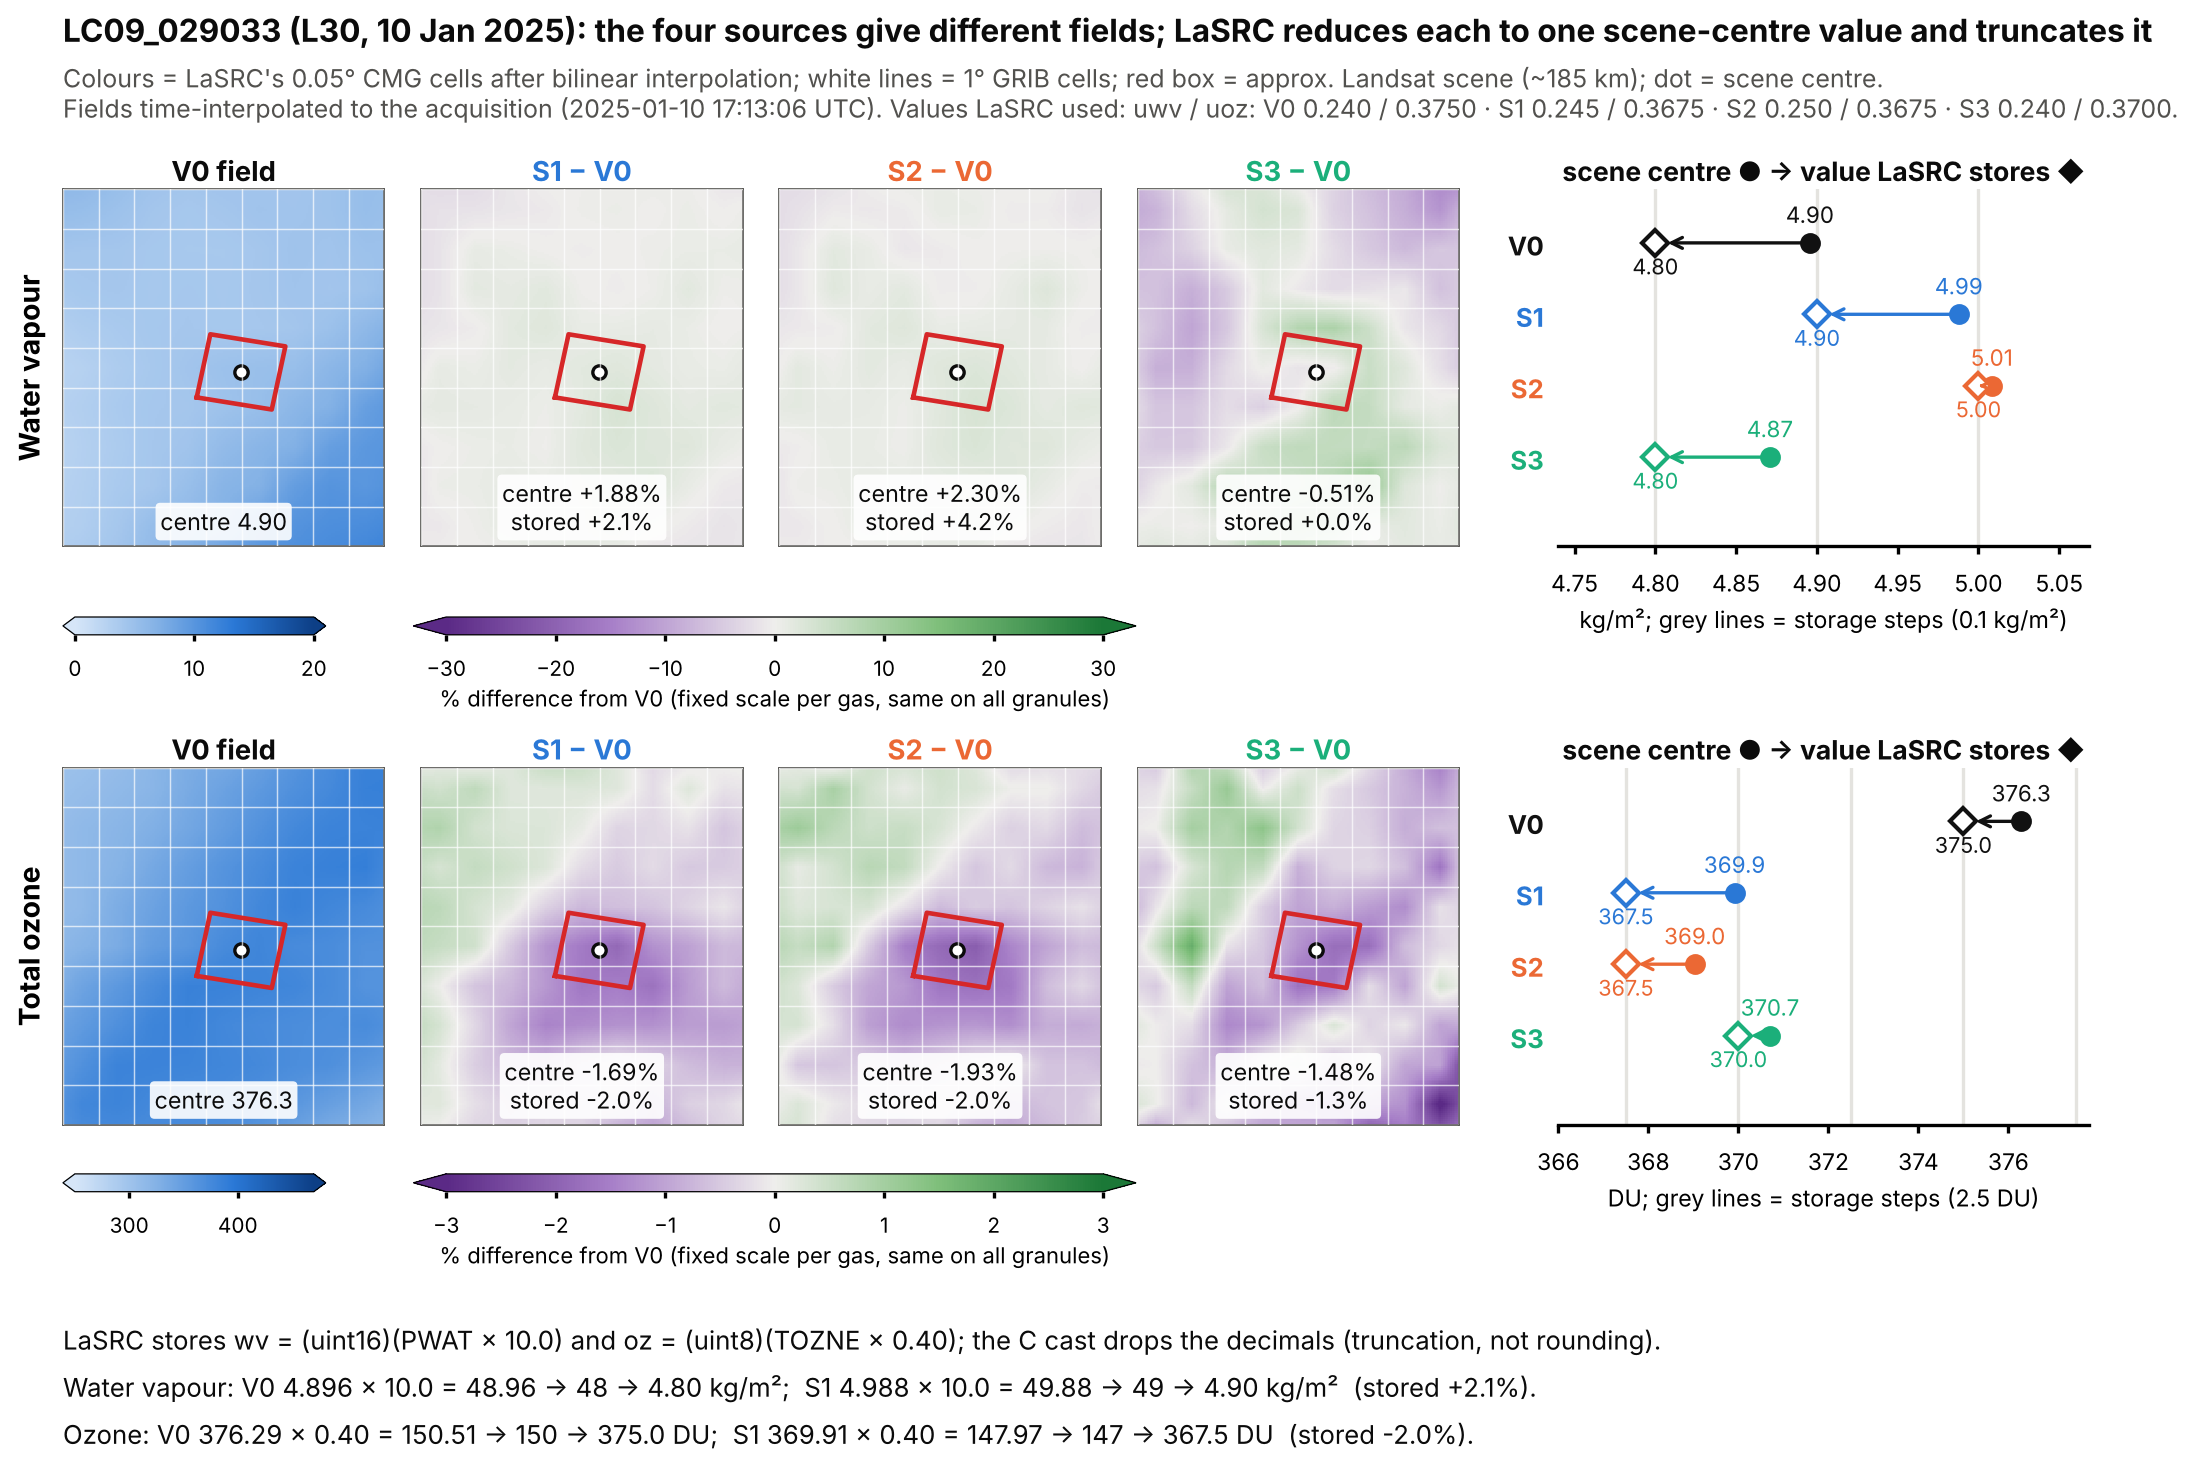 LC09_029033 (L30, 10 Jan 2025): the four sources give different fields; LaSRC reduces each to one scene-centre value and truncates it
Colours = LaSRC's 0.05° CMG cells after bilinear interpolation; white lines = 1° GRIB cells; red box = approx. Landsat scene (~185 km); dot = scene centre.
Fields time-interpolated to the acquisition (2025-01-10 17:13:06 UTC). Values LaSRC used: uwv / uoz: V0 0.240 / 0.3750 · S1 0.245 / 0.3675 · S2 0.250 / 0.3675 · S3 0.240 / 0.3700.
V0 field
S1 − V0
S2 − V0
S3 − V0
scene centre ● → value LaSRC stores ◆
Water vapour
centre 4.90
centre +1.88%
stored +2.1%
centre +2.30%
stored +4.2%
centre -0.51%
stored +0.0%
V0
4.90
4.80
S1
4.99
4.90
S2
5.01
5.00
S3
4.87
4.80
4.75 4.80 4.85 4.90 4.95 5.00 5.05
kg/m²; grey lines = storage steps (0.1 kg/m²)
0 10 20
−30 −20 −10 0 10 20 30
% difference from V0 (fixed scale per gas, same on all granules)
V0 field
S1 − V0
S2 − V0
S3 − V0
scene centre ● → value LaSRC stores ◆
Total ozone
centre 376.3
centre -1.69%
stored -2.0%
centre -1.93%
stored -2.0%
centre -1.48%
stored -1.3%
V0
376.3
375.0
S1
369.9
367.5
S2
369.0
367.5
S3
370.7
370.0
366 368 370 372 374 376
DU; grey lines = storage steps (2.5 DU)
300 400
−3 −2 −1 0 1 2 3
% difference from V0 (fixed scale per gas, same on all granules)
LaSRC stores wv = (uint16)(PWAT × 10.0) and oz = (uint8)(TOZNE × 0.40); the C cast drops the decimals (truncation, not rounding).
Water vapour: V0 4.896 × 10.0 = 48.96 → 48 → 4.80 kg/m²; S1 4.988 × 10.0 = 49.88 → 49 → 4.90 kg/m² (stored +2.1%).
Ozone: V0 376.29 × 0.40 = 150.51 → 150 → 375.0 DU; S1 369.91 × 0.40 = 147.97 → 147 → 367.5 DU (stored -2.0%).